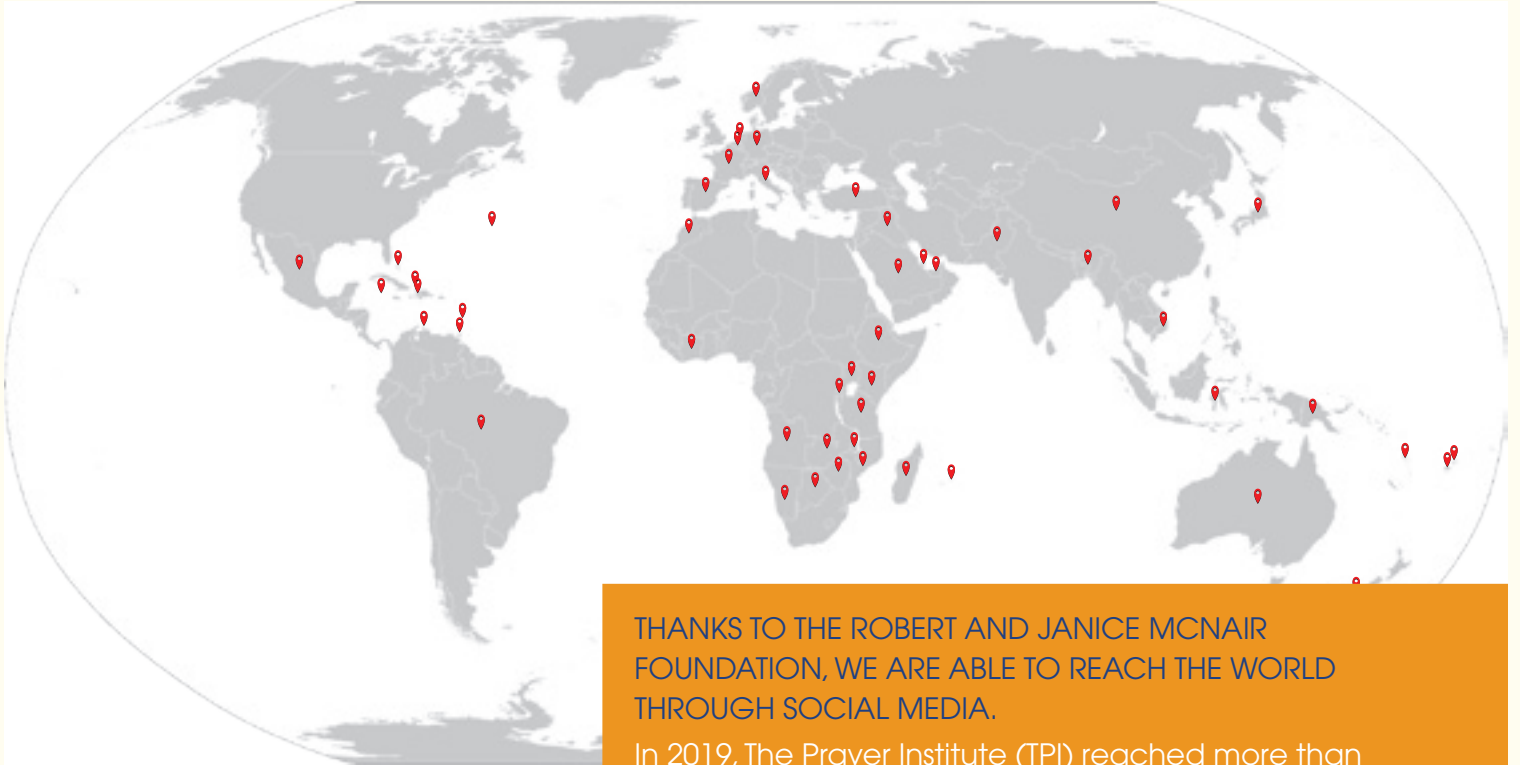 THANKS TO THE ROBERT AND JANICE MCNAIR
FOUNDATION, WE ARE ABLE TO REACH THE WORLD
THROUGH SOCIAL MEDIA.
In 2019, The Prayer Institute (TPI) reached more than